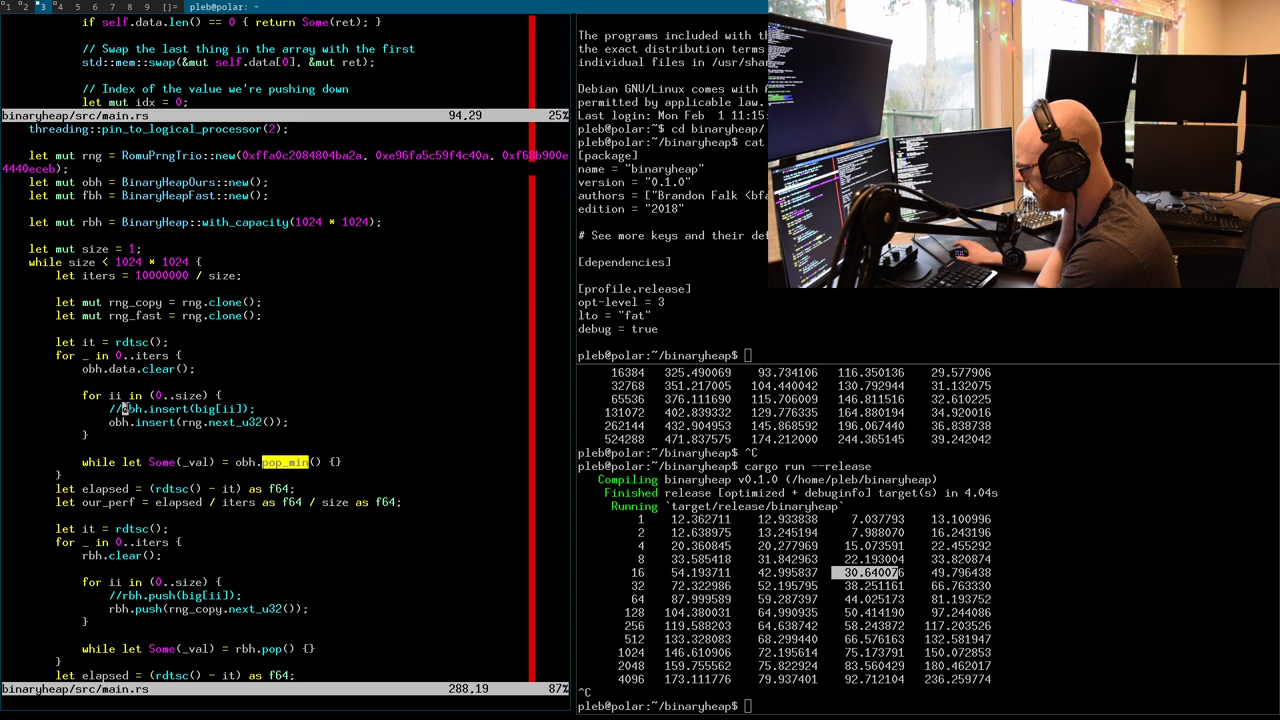 1 2 3 4 5 6 7 8 9 []= pleb@polar: ~
if self.data.len() == 0 { return Some(ret); }
// Swap the last thing in the array with the first
std::mem::swap(&mut self.data[0], &mut ret);
// Index of the value we're pushing down
let mut idx = 0;
binaryheap/src/main.rs 94,29 25%
threading::pin_to_logical_processor(2);
let mut rng = RomuPrngTrio::new(0xffa0c2084804ba2a, 0xe96fa5c59f4c40a, 0xf68b900e
4440eceb);
let mut obh = BinaryHeapOurs::new();
let mut fbh = BinaryHeapFast::new();
let mut rbh = BinaryHeap::with_capacity(1024 * 1024);
let mut size = 1;
while size < 1024 * 1024 {
let iters = 10000000 / size;
let mut rng_copy = rng.clone();
let mut rng_fast = rng.clone();
let it = rdtsc();
for _ in 0..iters {
obh.data.clear();
for ii in (0..size) {
//obh.insert(big[ii]);
obh.insert(rng.next_u32());
}
while let Some(_val) = obh.pop_min() {}
}
let elapsed = (rdtsc() - it) as f64;
let our_perf = elapsed / iters as f64 / size as f64;
let it = rdtsc();
for _ in 0..iters {
rbh.clear();
for ii in (0..size) {
//rbh.push(big[ii]);
rbh.push(rng_copy.next_u32());
}
while let Some(_val) = rbh.pop() {}
}
let elapsed = (rdtsc() - it) as f64;
binaryheap/src/main.rs 288,19 87%
The programs included with th
the exact distribution terms
individual files in /usr/shar
Debian GNU/Linux comes with
permitted by applicable law.
Last login: Mon Feb 1 11:15:
pleb@polar:~$ cd binaryheap/
pleb@polar:~/binaryheap$ cat
[package]
name = "binaryheap"
version = "0.1.0"
authors = ["Brandon Falk <bfa
edition = "2018"
# See more keys and their def
[dependencies]
[profile.release]
opt-level = 3
lto = "fat"
debug = true
pleb@polar:~/binaryheap$
16384 325.490069 93.734106 116.350136 29.577906
32768 351.217005 104.440042 130.792944 31.132075
65536 376.111690 115.706009 146.811516 32.610225
131072 402.839332 129.776335 164.880194 34.920016
262144 432.904953 145.868592 196.067440 36.838738
524288 471.837575 174.212000 244.365145 39.242042
pleb@polar:~/binaryheap$ ^C
pleb@polar:~/binaryheap$ cargo run --release
Compiling binaryheap v0.1.0 (/home/pleb/binaryheap)
Finished release [optimized + debuginfo] target(s) in 4.04s
Running `target/release/binaryheap`
1 12.362711 12.933838 7.037793 13.100996
2 12.638975 13.245194 7.988070 16.243196
4 20.360845 20.277969 15.073591 22.455292
8 33.585418 31.842963 22.193004 33.820874
16 54.193711 42.995837 30.640076 49.796438
32 72.322986 52.195795 38.251161 66.763330
64 87.999589 59.287397 44.025173 81.193752
128 104.380031 64.990935 50.414190 97.244086
256 119.588203 64.638742 58.243872 117.203526
512 133.328083 68.299440 66.576163 132.581947
1024 146.610906 72.195614 75.173791 150.072853
2048 159.755562 75.822924 83.560429 180.462017
4096 173.111776 79.937401 92.712104 236.259774
^C
pleb@polar:~/binaryheap$